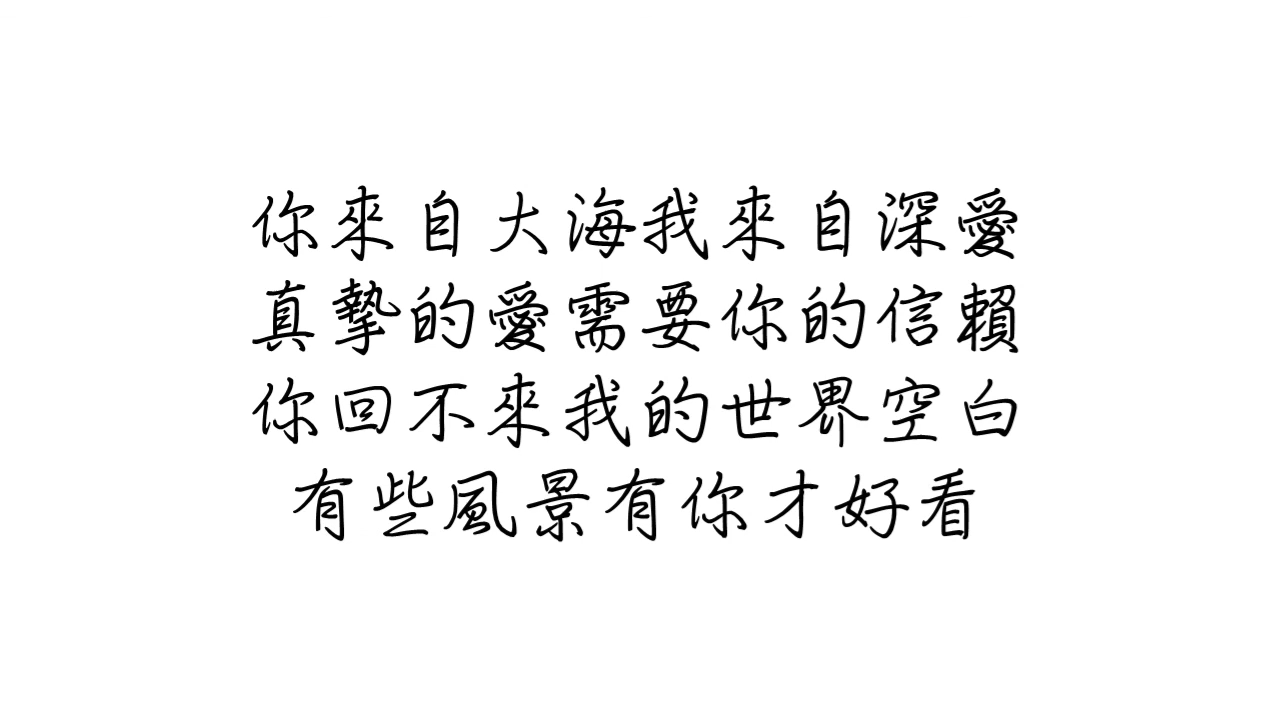 你來自大海我來自深愛
真摯的愛需要你的信賴
你回不來我的世界空白
有些風景有你才好看